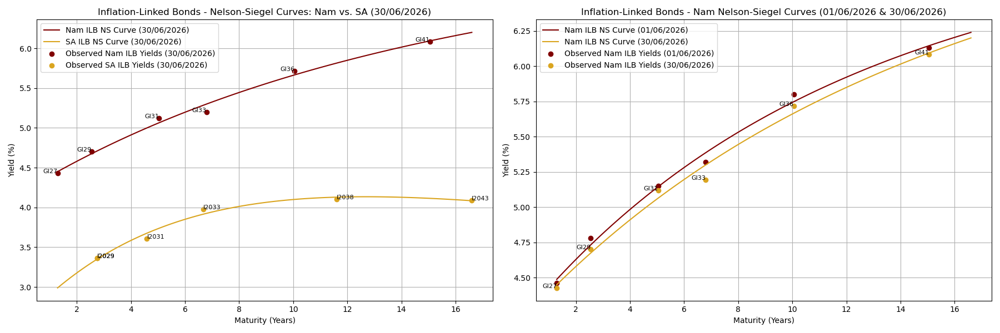 Inflation-Linked Bonds - Nelson-Siegel Curves: Nam vs. SA (30/06/2026)
Nam ILB NS Curve (30/06/2026)
SA ILB NS Curve (30/06/2026)
Observed Nam ILB Yields (30/06/2026)
Observed SA ILB Yields (30/06/2026)
Yield (%)
6.0
5.5
5.0
4.5
4.0
3.5
3.0
GI27
GI29
GI31
GI33
GI36
GI41
I2029
I2031
I2033
I2038
I2043
2
4
6
8
10
12
14
16
Maturity (Years)
Inflation-Linked Bonds - Nam Nelson-Siegel Curves (01/06/2026 & 30/06/2026)
Nam ILB NS Curve (01/06/2026)
Nam ILB NS Curve (30/06/2026)
Observed Nam ILB Yields (01/06/2026)
Observed Nam ILB Yields (30/06/2026)
Yield (%)
6.25
6.00
5.75
5.50
5.25
5.00
4.75
4.50
GI27
GI29
GI31
GI33
GI36
GI41
2
4
6
8
10
12
14
16
Maturity (Years)